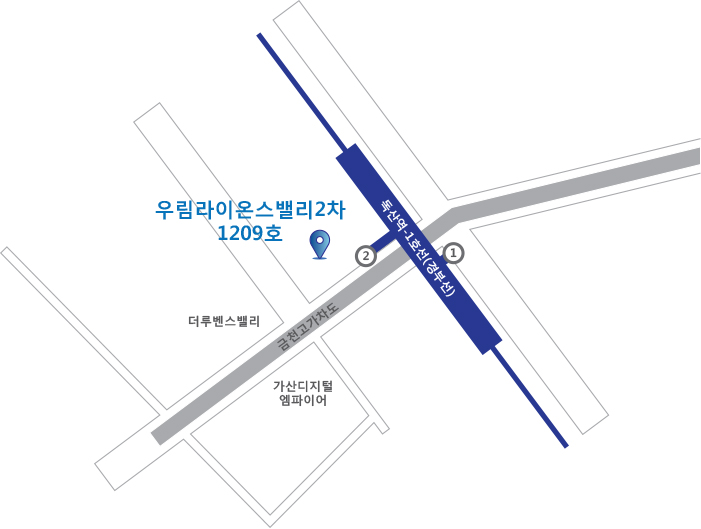 우림라이온스밸리2차
1209호
독산역-1호선(경부선)
2
1
더루벤스밸리
금천고가차도
가산디지털
엠파이어